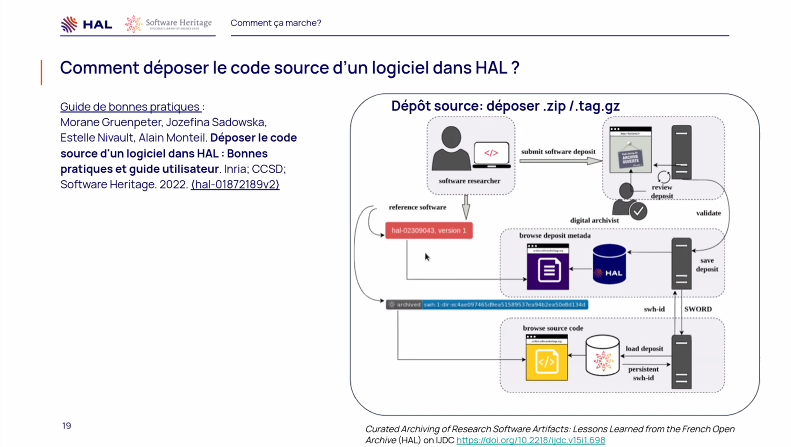 HAL
Software Heritage
Comment ça marche?
Comment déposer le code source d'un logiciel dans HAL ?
Guide de bonnes pratiques :
Morane Gruenpeter, Jozefina Sadowska,
Estelle Nivault, Alain Monteil. Déposer le code
source d'un logiciel dans HAL : Bonnes
pratiques et guide utilisateur. Inria; CCSD;
Software Heritage. 2022. ⟨hal-01872189v2⟩
Dépôt source: déposer .zip /.tag.gz
submit software deposit
software researcher
review
deposit
reference software
digital archivist
validate
hal-02309043, version 1
browse deposit metada
HAL
save
deposit
archived
swh-id
SWORD
browse source code
load deposit
persistent
swh-id
19
Curated Archiving of Research Software Artifacts: Lessons Learned from the French Open
Archive (HAL) on IJDC https://doi.org/10.2218/ijdc.v15i1.698